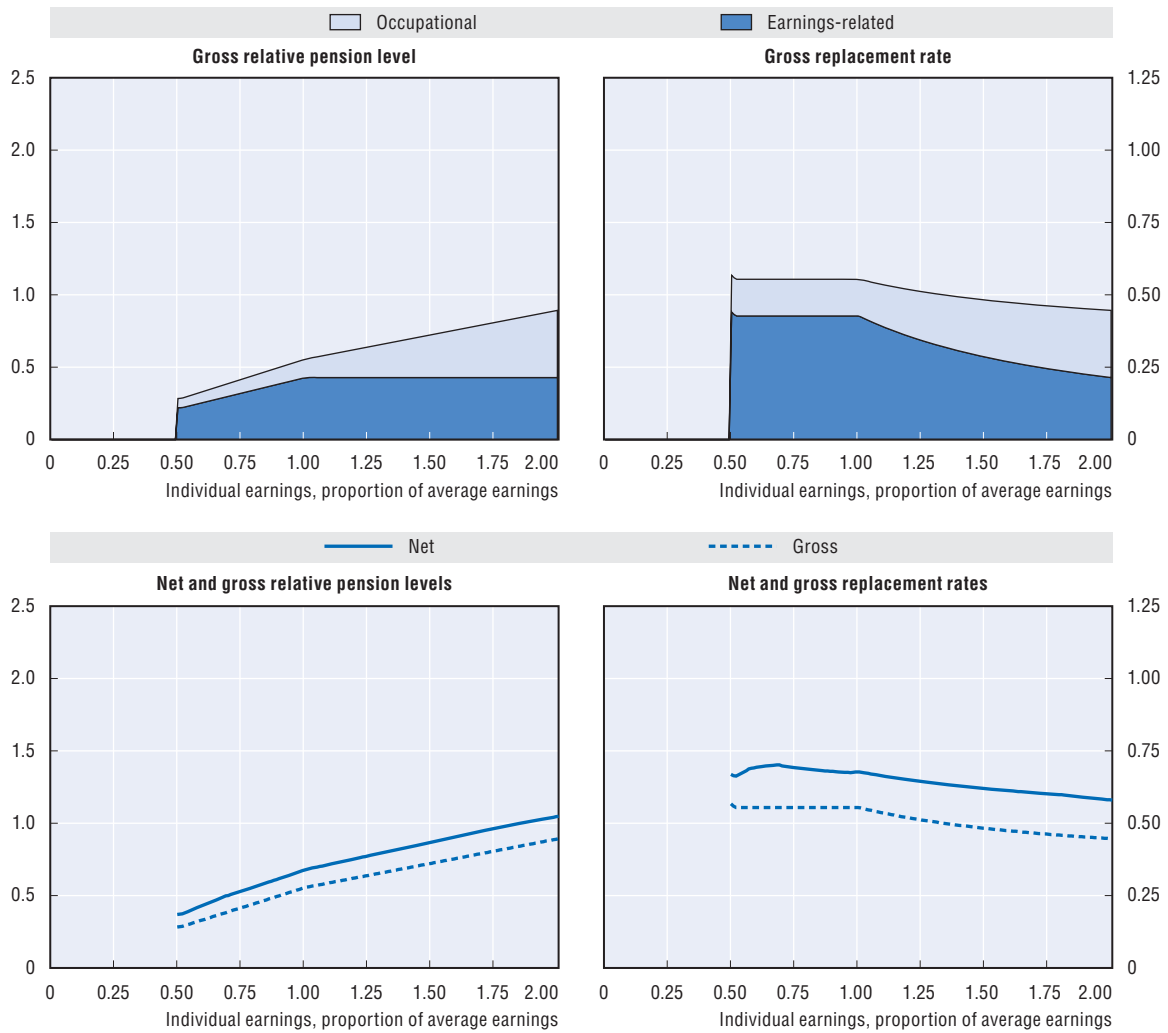 Occupational Earnings-related
Gross relative pension level Gross replacement rate
2.5 1.25
2.0 1.00
1.5 0.75
1.0 0.50
0.5 0.25
0 0
0 0.25 0.50 0.75 1.00 1.25 1.50 1.75 2.00 0 0.25 0.50 0.75 1.00 1.25 1.50 1.75 2.00
Individual earnings, proportion of average earnings Individual earnings, proportion of average earnings
Net Gross
Net and gross relative pension levels Net and gross replacement rates
2.5 1.25
2.0 1.00
1.5 0.75
1.0 0.50
0.5 0.25
0 0
0 0.25 0.50 0.75 1.00 1.25 1.50 1.75 2.00 0 0.25 0.50 0.75 1.00 1.25 1.50 1.75 2.00
Individual earnings, proportion of average earnings Individual earnings, proportion of average earnings